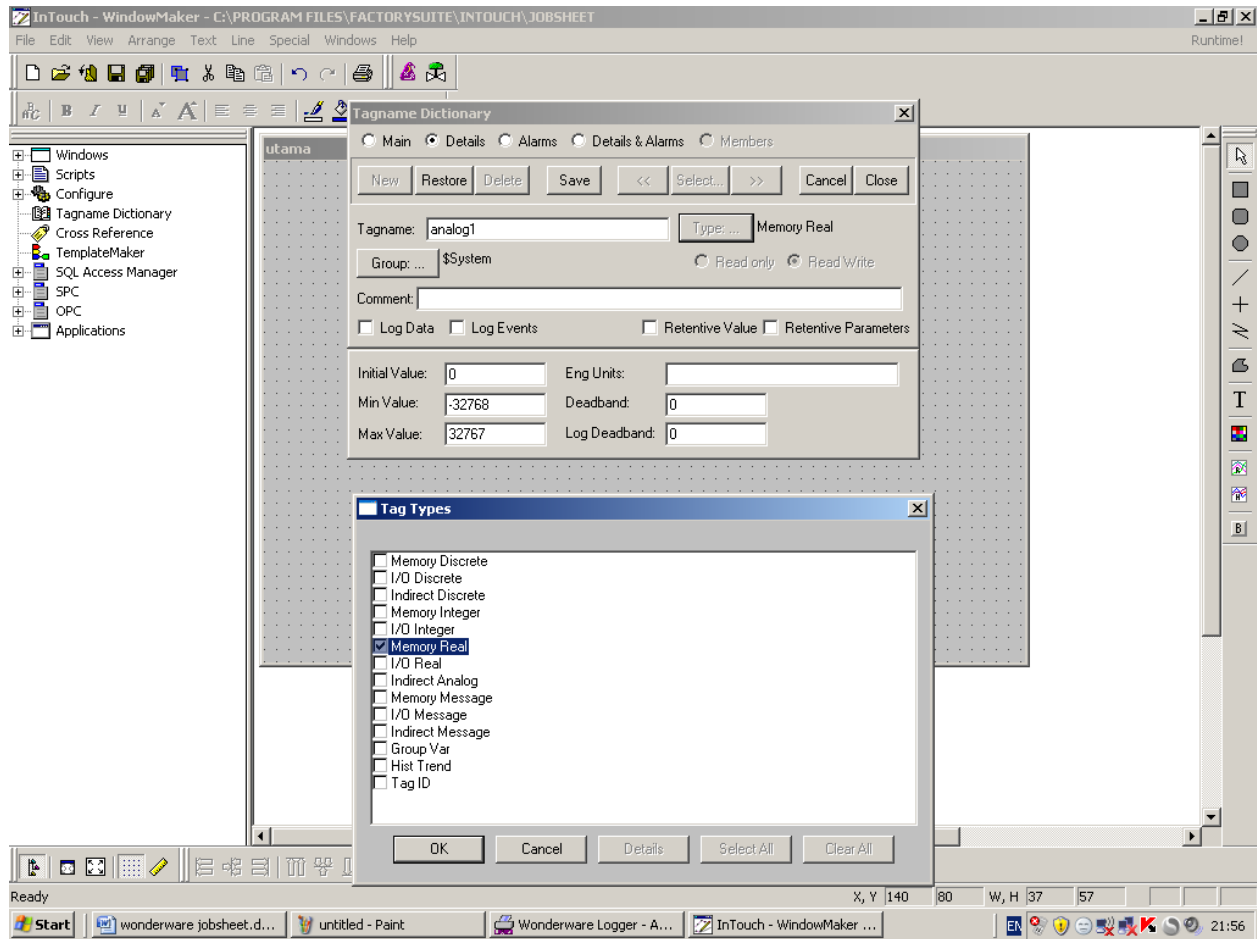 InTouch - WindowMaker - C:\PROGRAM FILES\FACTORYSUITE\INTOUCH\JOBSHEET
File Edit View Arrange Text Line Special Windows Help Runtime!
utama
Windows
Scripts
Configure
Tagname Dictionary
Cross Reference
TemplateMaker
SQL Access Manager
SPC
OPC
Applications
Tagname Dictionary
Main Details Alarms Details & Alarms Members
New Restore Delete Save << Select... >> Cancel Close
Tagname: analog1 Type: ... Memory Real
Group: ... $System Read only Read Write
Comment:
Log Data Log Events Retentive Value Retentive Parameters
Initial Value: 0 Eng Units:
Min Value: -32768 Deadband: 0
Max Value: 32767 Log Deadband: 0
Tag Types
Memory Discrete
I/O Discrete
Indirect Discrete
Memory Integer
I/O Integer
Memory Real
I/O Real
Indirect Analog
Memory Message
I/O Message
Indirect Message
Group Var
Hist Trend
Tag ID
OK Cancel Details Select All Clear All
Ready X, Y 140 80 W, H 37 57
Start wonderware jobsheet.d... untitled - Paint Wonderware Logger - A... InTouch - WindowMaker ... EN 21:56